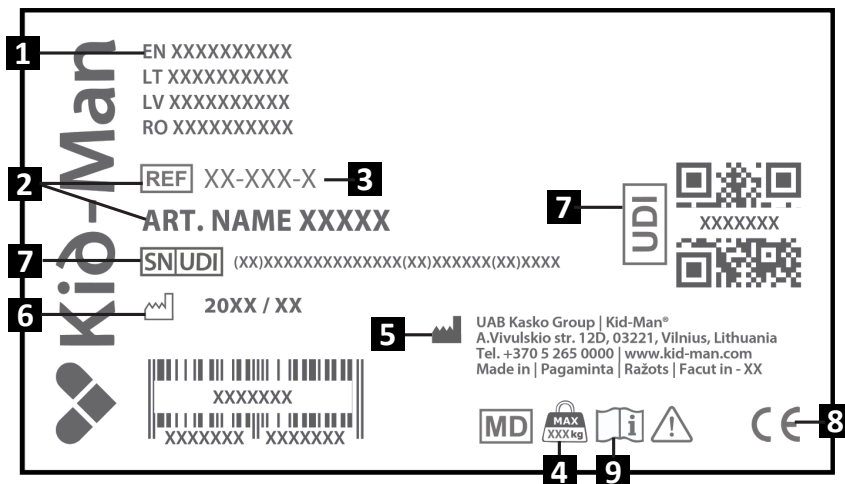 1
EN XXXXXXXXXX
LT XXXXXXXXXX
LV XXXXXXXXXX
RO XXXXXXXXXX
Kid-Man
2
REF XX-XXX-X 3
ART. NAME XXXXX
7
SN UDI (XX)XXXXXXXXXXXXXX(XX)XXXXXX(XX)XXXX
6
20XX / XX
7
UDI
XXXXXXX
5
UAB Kasko Group | Kid-Man®
A.Vivulskio str. 12D, 03221, Vilnius, Lithuania
Tel. +370 5 265 0000 | www.kid-man.com
Made in | Pagaminta | Ražots | Facut in - XX
XXXXXXX
XXXXXXX XXXXXXX
MD
MAX
XXX kg
i
!
CE 8
4
9